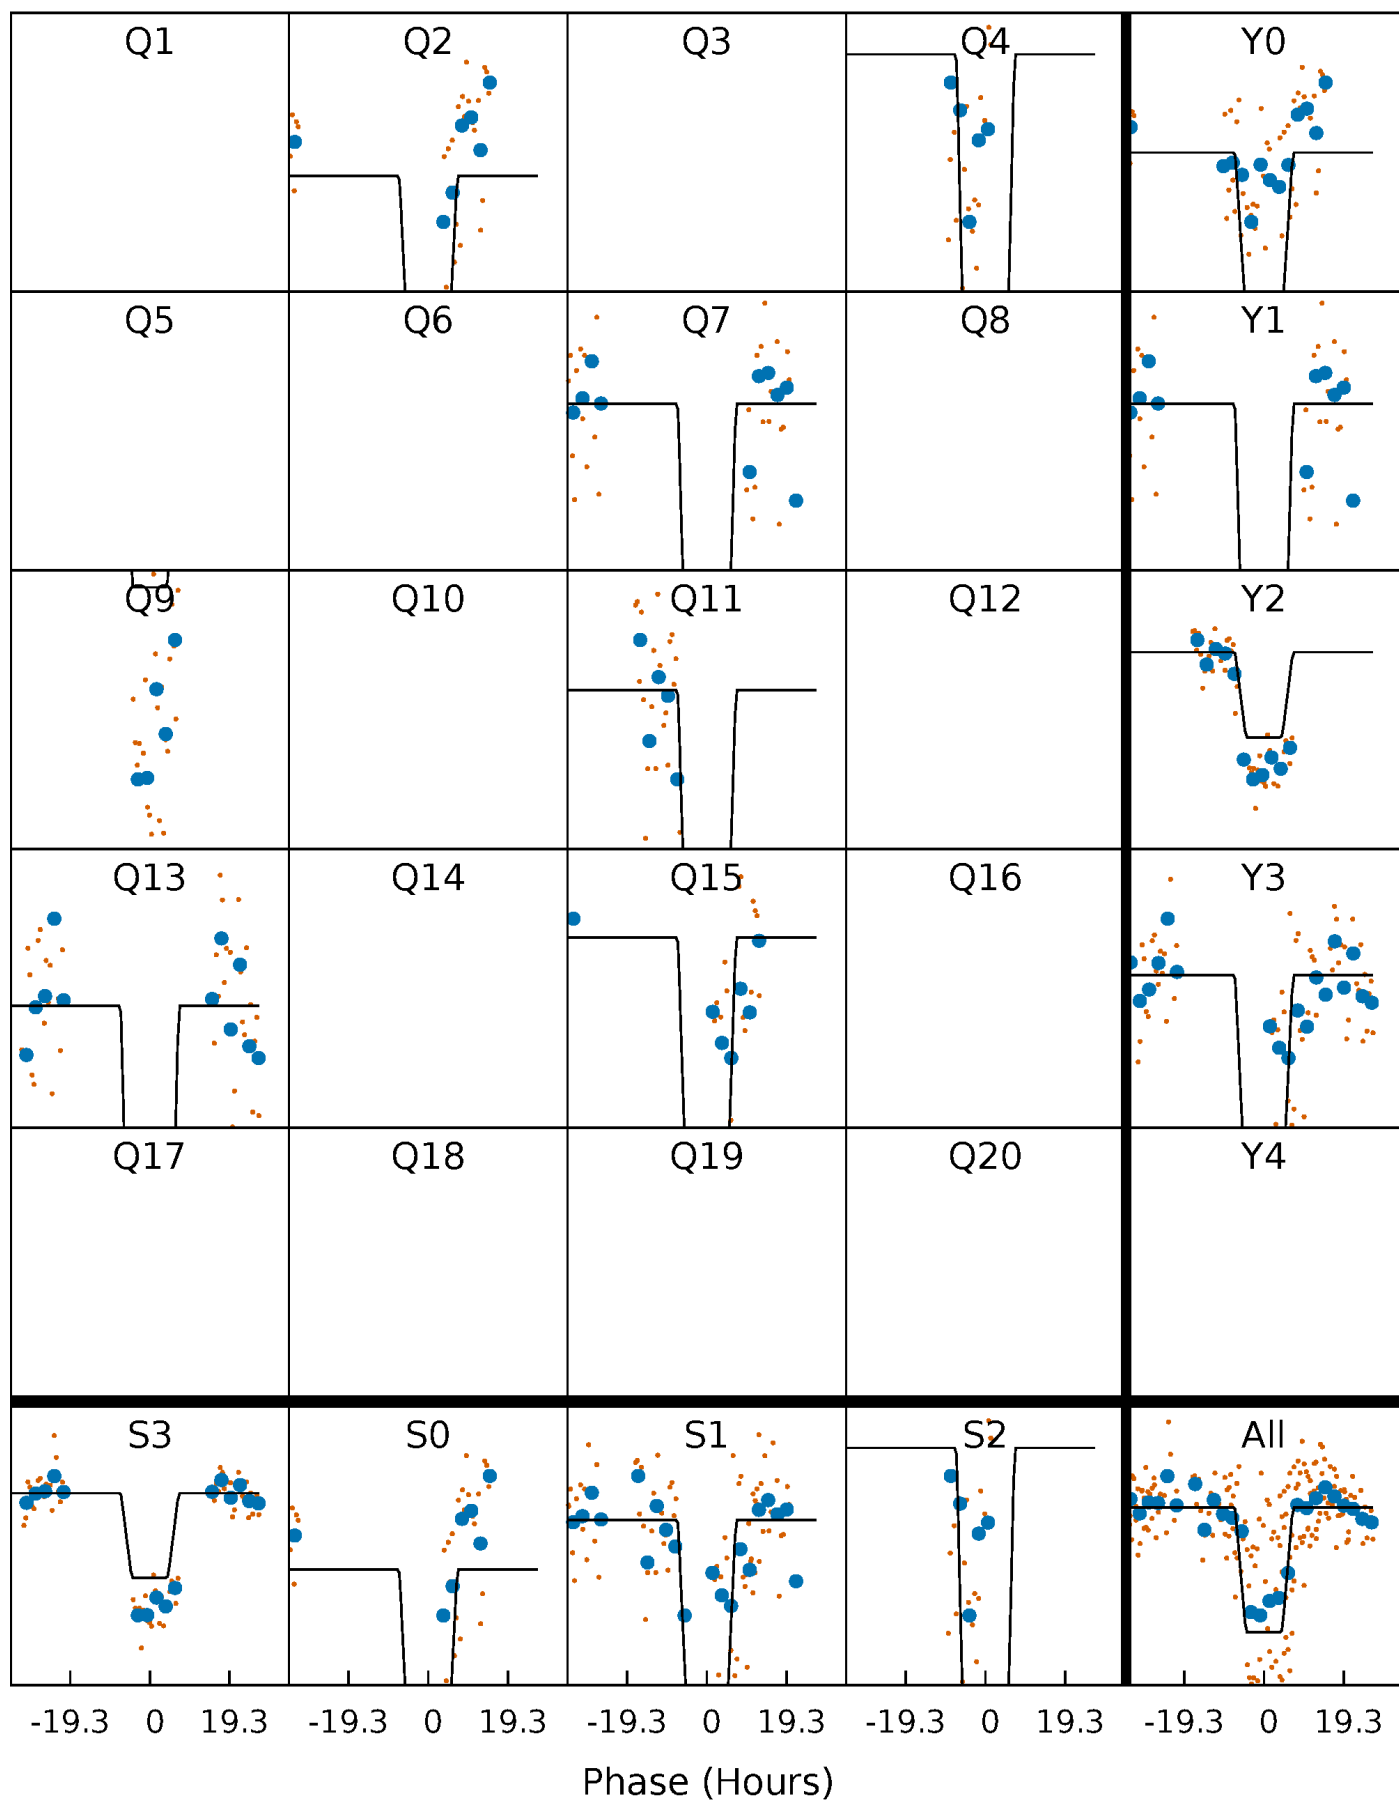 Q1 Q2 Q3 Q4 Y0
Q5 Q6 Q7 Q8 Y1
Q9 Q10 Q11 Q12 Y2
Q13 Q14 Q15 Q16 Y3
Q17 Q18 Q19 Q20 Y4
S3 S0 S1 S2 All
-19.3 0 19.3 -19.3 0 19.3 -19.3 0 19.3 -19.3 0 19.3 -19.3 0 19.3
Phase (Hours)